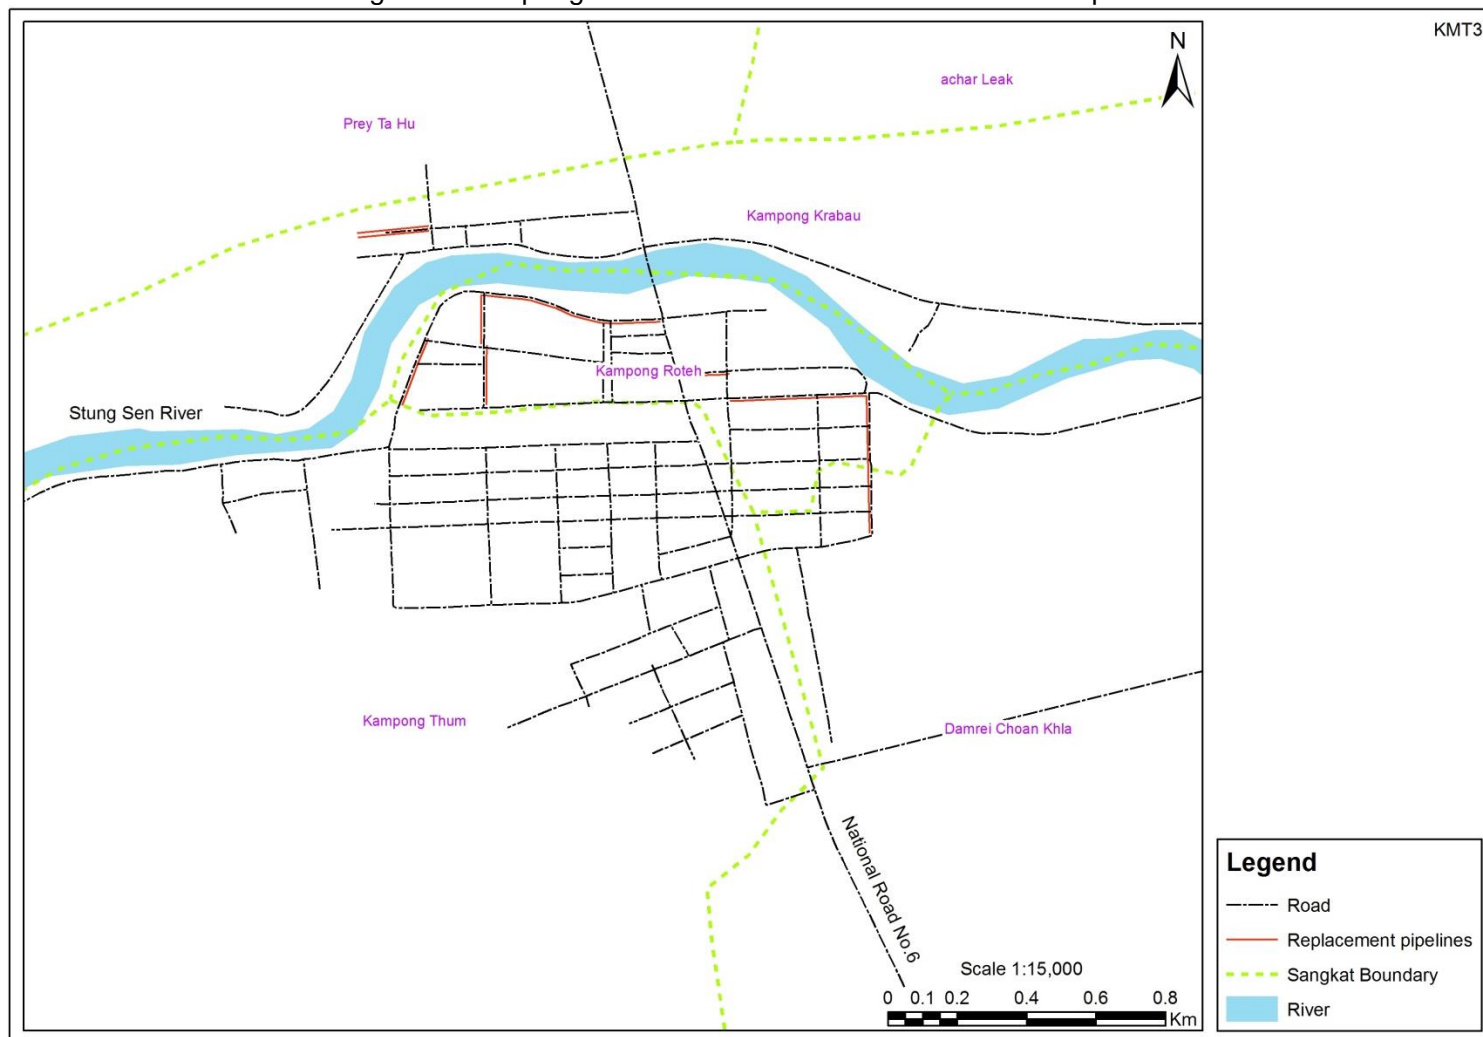 KMT3
N
achar Leak
Prey Ta Hu
Kampong Krabau
Kampong Roteh
Stung Sen River
Kampong Thum
Damrei Choan Khla
National Road No.6
Scale 1:15,000
0 0.1 0.2 0.4 0.6 0.8
Km
Legend
Road
Replacement pipelines
Sangkat Boundary
River